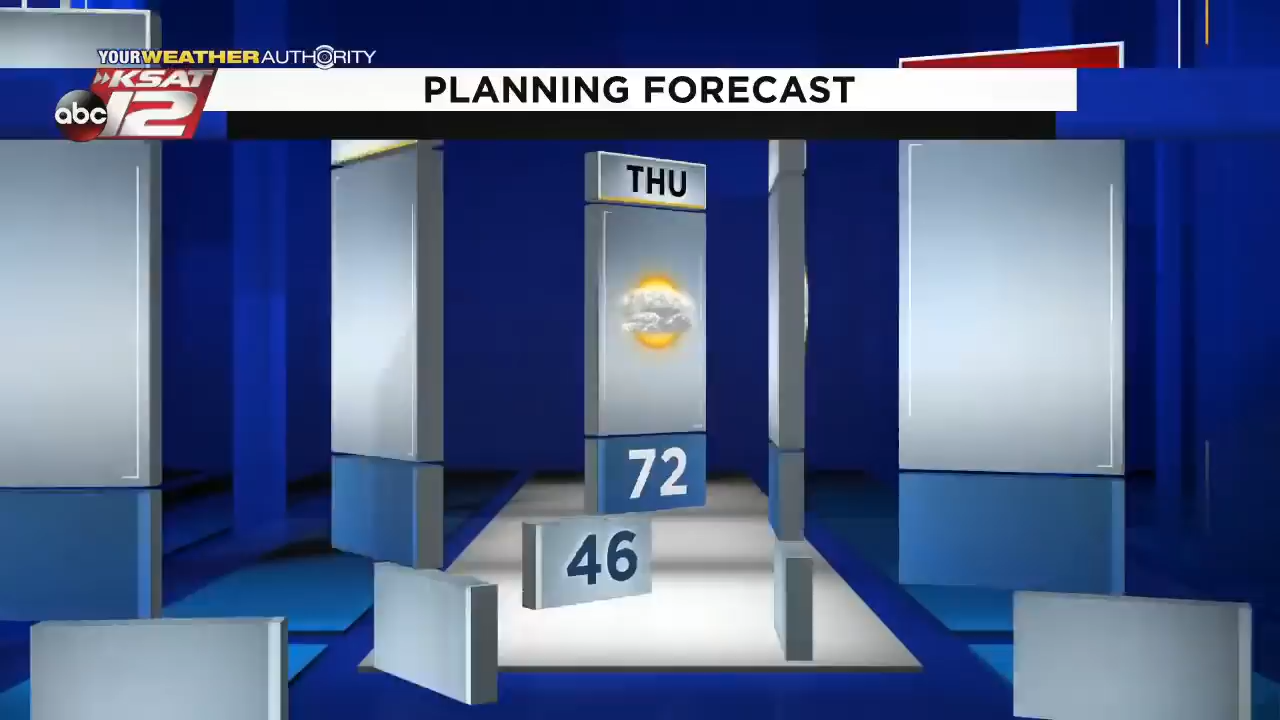 YOURWEATHERAUTHORITY
KSAT
abc 12
PLANNING FORECAST
THU
72
46